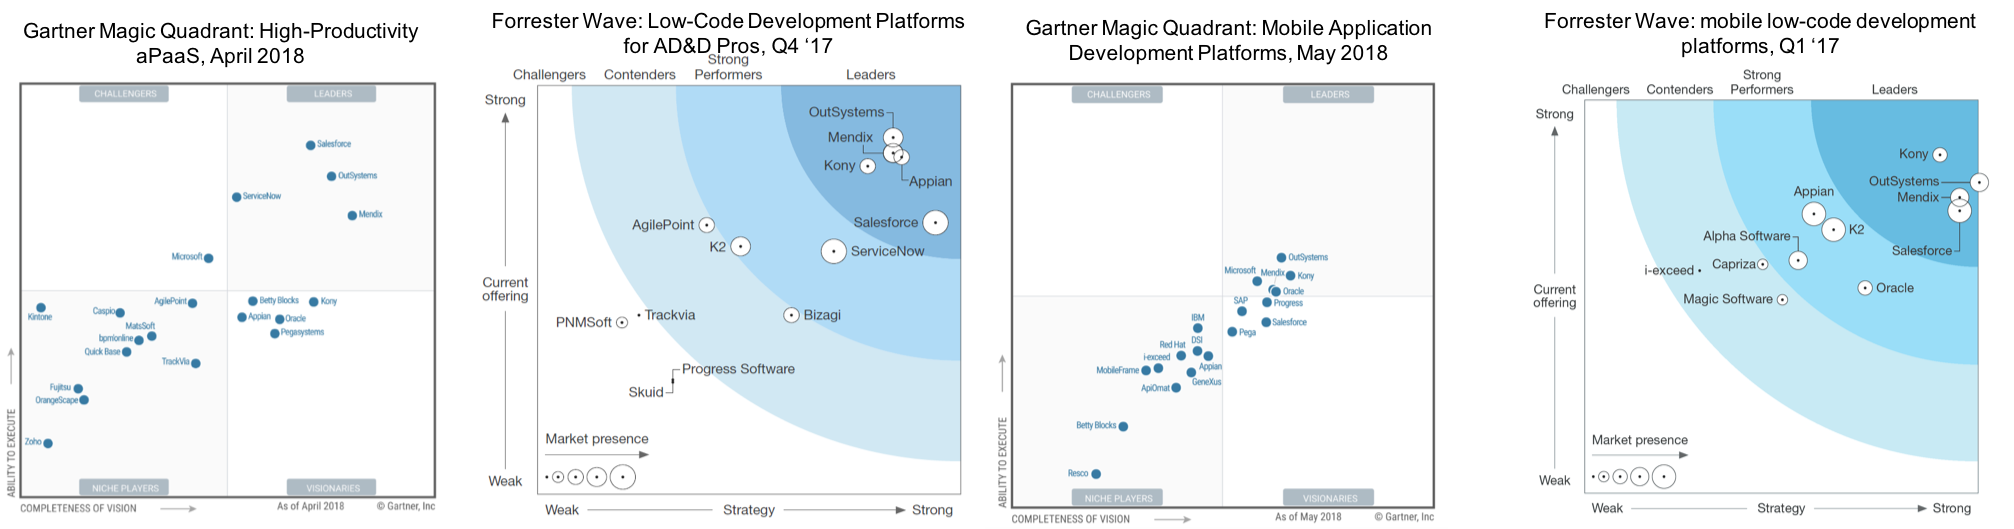 Gartner Magic Quadrant: High-Productivity
aPaaS, April 2018
CHALLENGERS
LEADERS
Salesforce
OutSystems
ServiceNow
Mendix
Microsoft
Kintone
Caspio
AgilePoint
MatsSoft
bpmonline
Quick Base
TrackVia
Fujitsu
OrangeScape
Zoho
Betty Blocks
Kony
Appian
Oracle
Pegasystems
NICHE PLAYERS
VISIONARIES
ABILITY TO EXECUTE
COMPLETENESS OF VISION
As of April 2018
© Gartner, Inc
Forrester Wave: Low-Code Development Platforms
for AD&D Pros, Q4 ‘17
Challengers
Contenders
Strong
Performers
Leaders
Strong
Current
offering
Weak
OutSystems
Mendix
Kony
Appian
Salesforce
ServiceNow
AgilePoint
K2
Bizagi
Trackvia
PNMSoft
Progress Software
Skuid
Market presence
Weak
Strategy
Strong
Gartner Magic Quadrant: Mobile Application
Development Platforms, May 2018
CHALLENGERS
LEADERS
OutSystems
Microsoft
Mendix
Kony
Oracle
SAP
Progress
Salesforce
Pega
IBM
DSI
Red Hat
i-exceed
Appian
MobileFrame
GeneXus
ApiOmat
Betty Blocks
Resco
NICHE PLAYERS
VISIONARIES
ABILITY TO EXECUTE
COMPLETENESS OF VISION
As of May 2018
© Gartner, Inc
Forrester Wave: mobile low-code development
platforms, Q1 ‘17
Challengers
Contenders
Strong
Performers
Leaders
Strong
Current
offering
Weak
Kony
OutSystems
Mendix
Salesforce
Appian
K2
Alpha Software
Capriza
i-exceed
Magic Software
Oracle
Market presence
Weak
Strategy
Strong